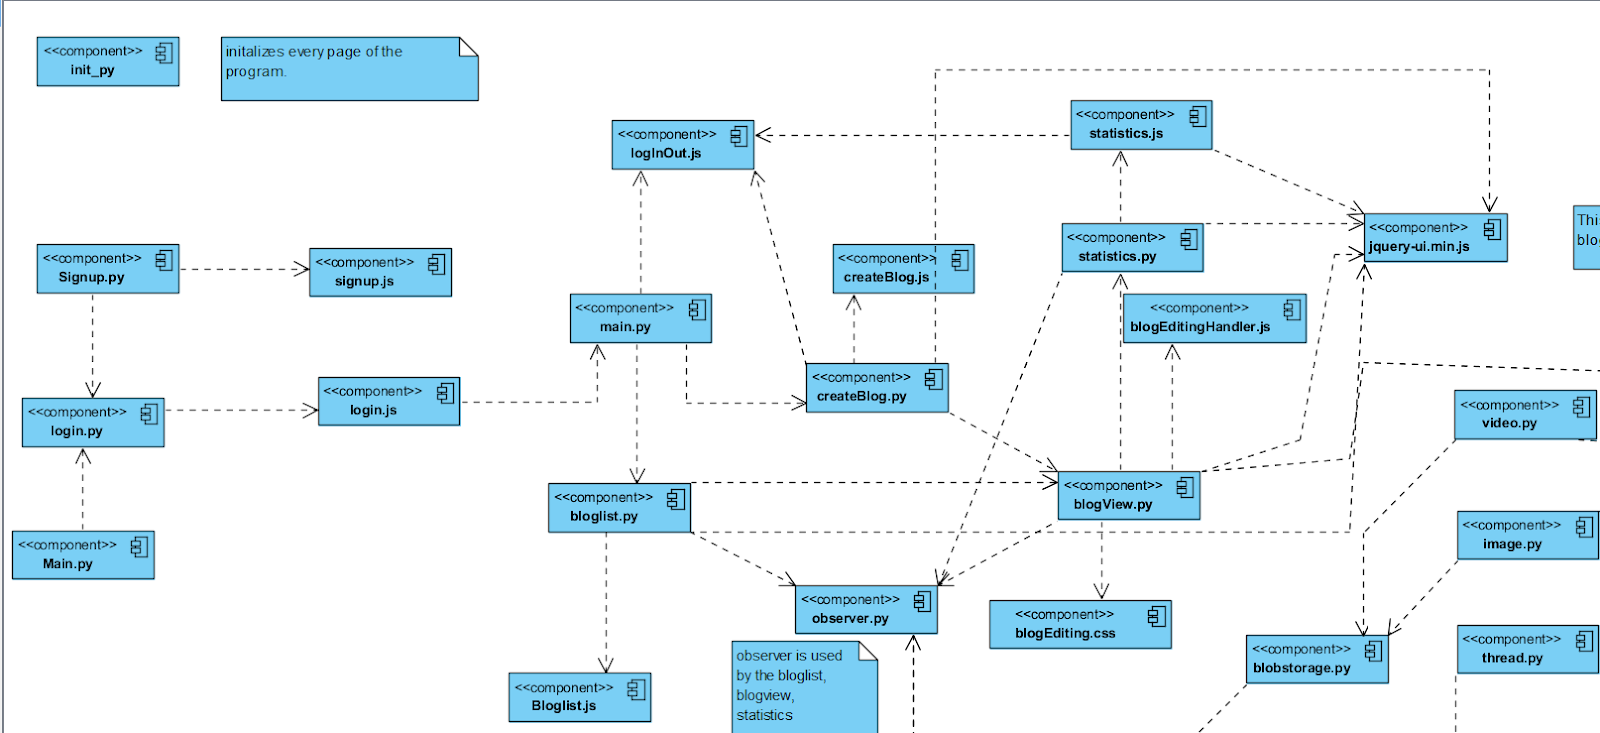 <<component>>
init_py
initalizes every page of the
program.
<<component>>
logInOut.js
<<component>>
statistics.js
<<component>>
jquery-ui.min.js
<<component>>
statistics.py
<<component>>
Signup.py
<<component>>
signup.js
<<component>>
createBlog.js
<<component>>
main.py
<<component>>
blogEditingHandler.js
<<component>>
createBlog.py
<<component>>
login.py
<<component>>
login.js
<<component>>
video.py
<<component>>
bloglist.py
<<component>>
blogView.py
<<component>>
Main.py
<<component>>
image.py
<<component>>
observer.py
<<component>>
blogEditing.css
<<component>>
blobstorage.py
<<component>>
thread.py
observer is used
by the bloglist,
blogview,
statistics
<<component>>
Bloglist.js